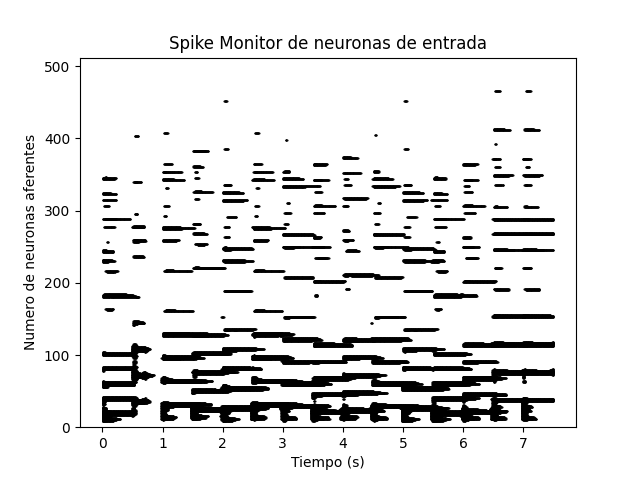 Spike Monitor de neuronas de entrada
500
400
300
200
100
0
Numero de neuronas aferentes
0 1 2 3 4 5 6 7
Tiempo (s)